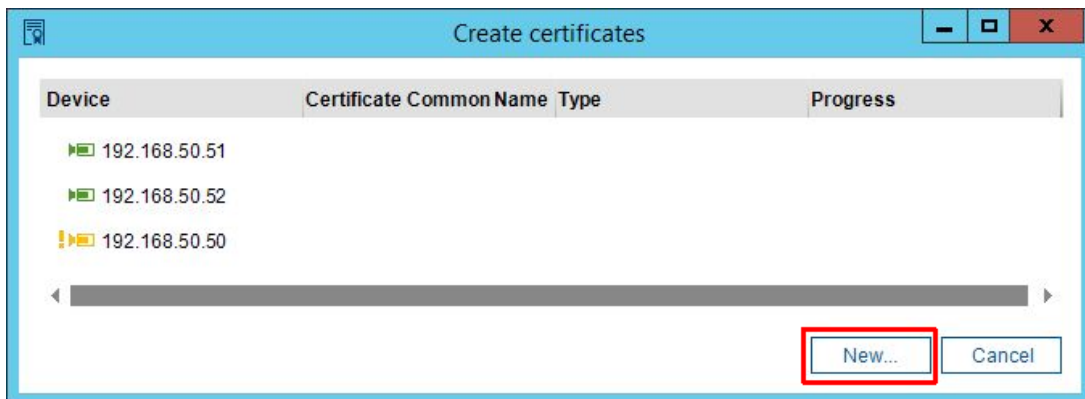 Create certificates
Device Certificate Common Name Type Progress
192.168.50.51
192.168.50.52
192.168.50.50
New... Cancel